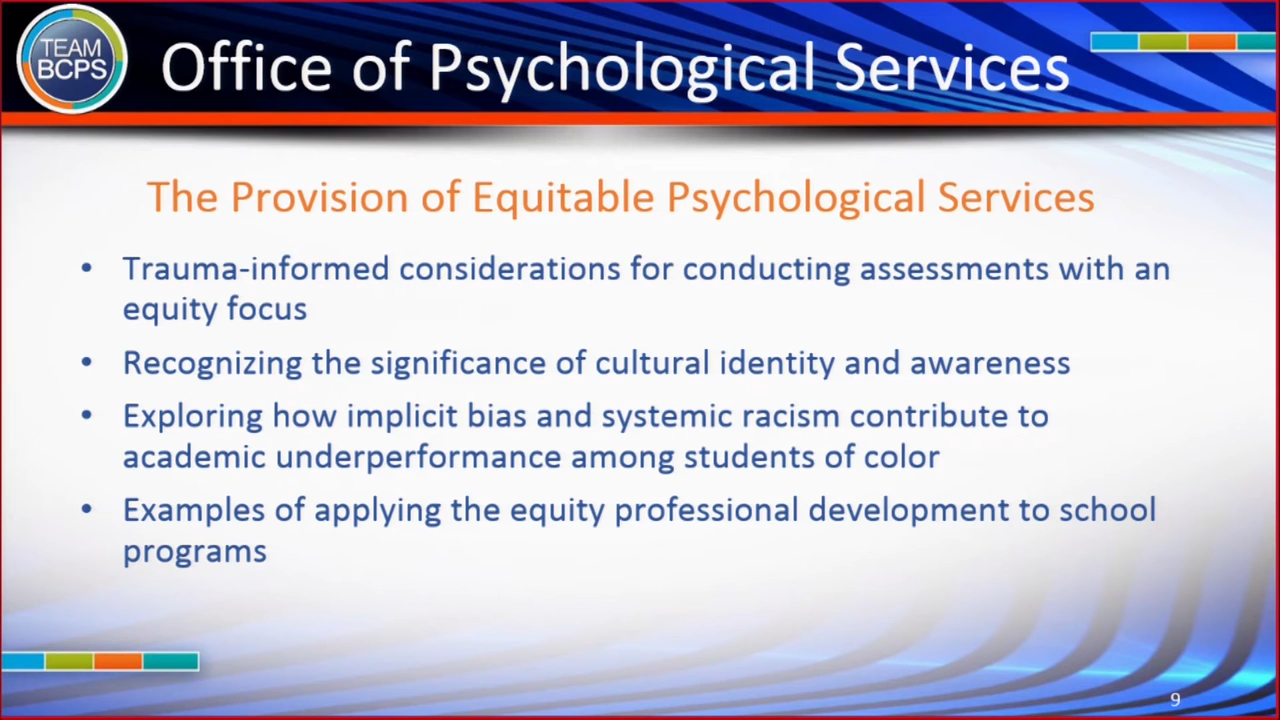 TEAM
BCPS
Office of Psychological Services
The Provision of Equitable Psychological Services
• Trauma-informed considerations for conducting assessments with an
equity focus
• Recognizing the significance of cultural identity and awareness
• Exploring how implicit bias and systemic racism contribute to
academic underperformance among students of color
• Examples of applying the equity professional development to school
programs
9